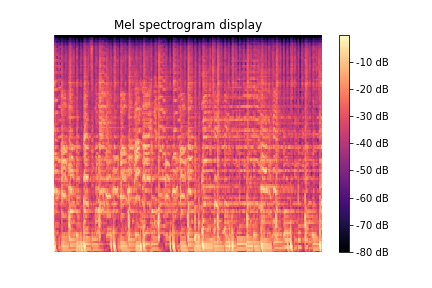 Mel spectrogram display
-10 dB
-20 dB
-30 dB
-40 dB
-50 dB
-60 dB
-70 dB
-80 dB